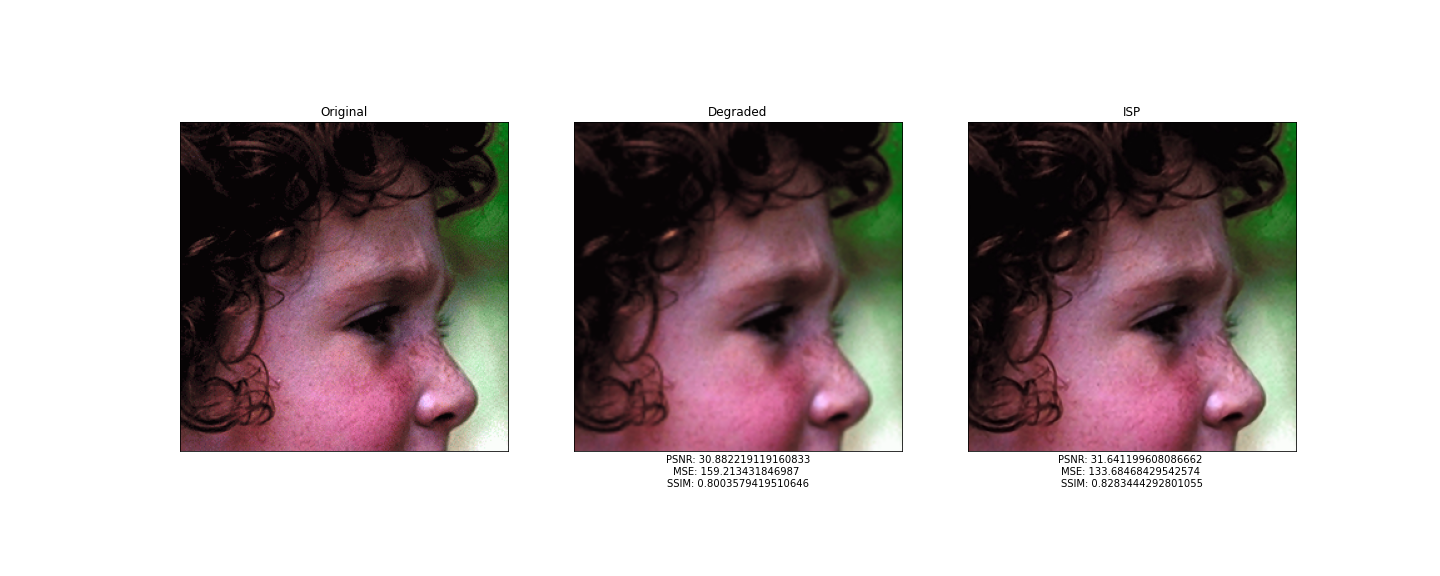 Original
Degraded
ISP
PSNR: 30.882219119160833
MSE: 159.213431846987
SSIM: 0.8003579419510646
PSNR: 31.641199608086662
MSE: 133.68468429542574
SSIM: 0.8283444292801055